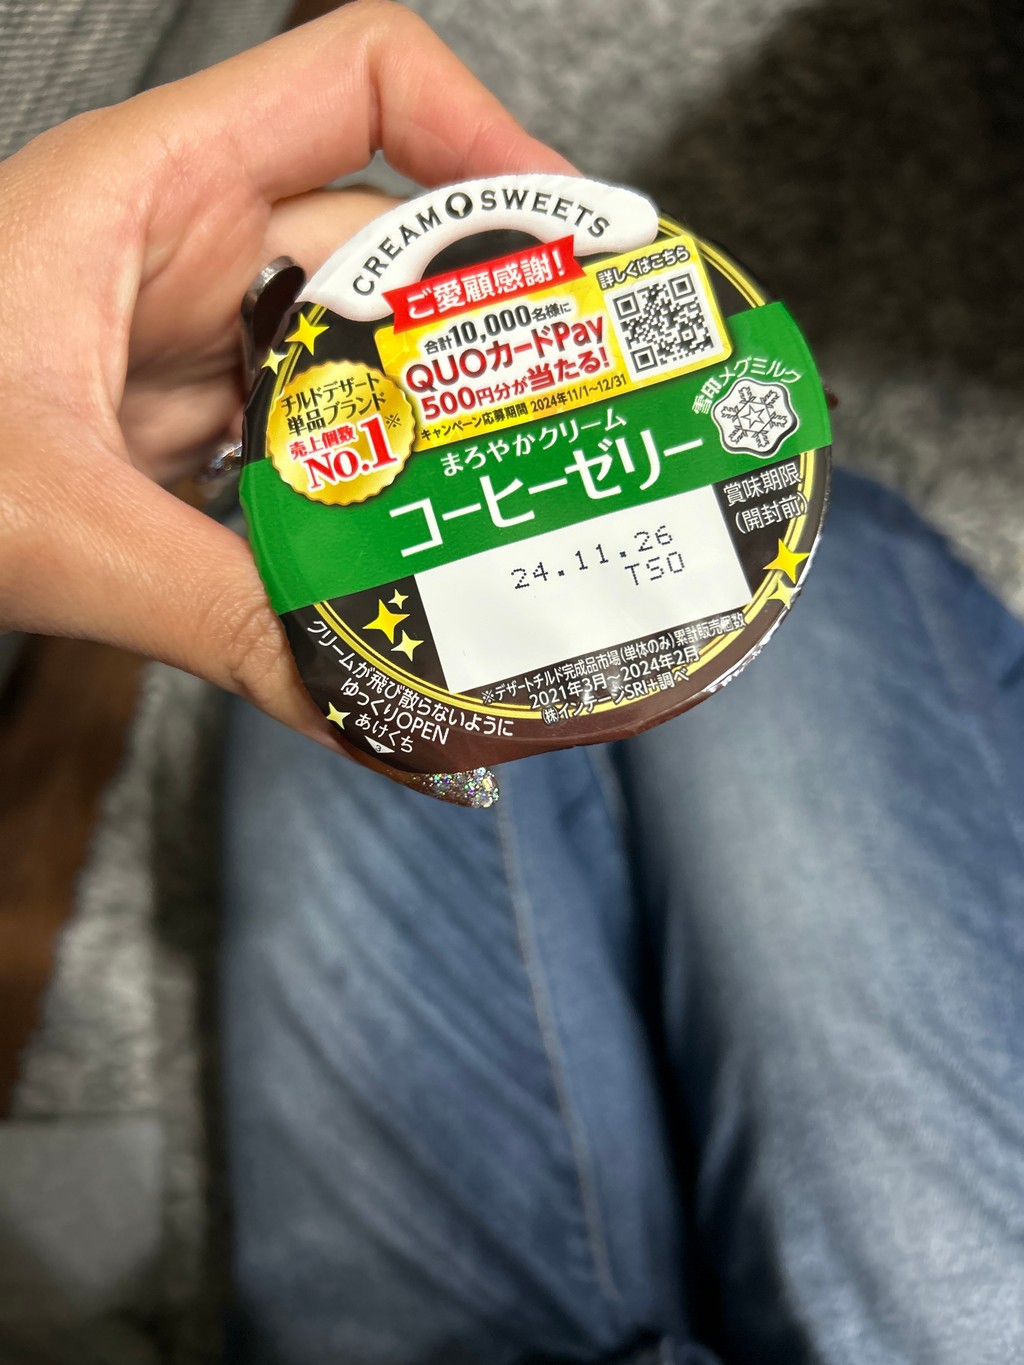 CREAM SWEETS
ご愛顧感謝!
合計10,000名様に
QUOカードPay
500円分が当たる!
キャンペーン応募期間 2024年11/1~12/31
詳しくはこちら
チルドデザート
単品ブランド※
売上個数
No.1
雪印メグミルク
まろやかクリーム
コーヒーゼリー
賞味期限
(開封前)
24.11.26
T50
※デザートチルド完成品市場(単体のみ)累計販売個数
2021年3月~2024年2月
㈱インテージSRI+調べ
クリームが飛び散らないように
ゆっくりOPEN
あけくち
3